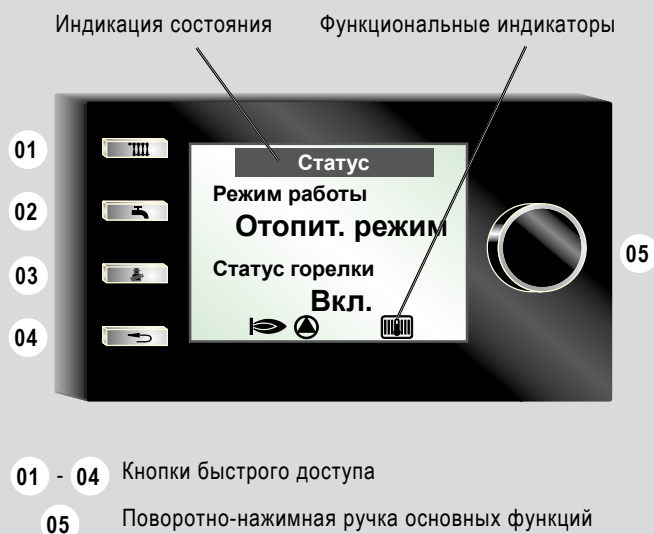 Индикация состояния Функциональные индикаторы
01
02
03
04
05
Статус
Режим работы
Отопит. режим
Статус горелки
Вкл.
01 - 04 Кнопки быстрого доступа
05 Поворотно-нажимная ручка основных функций